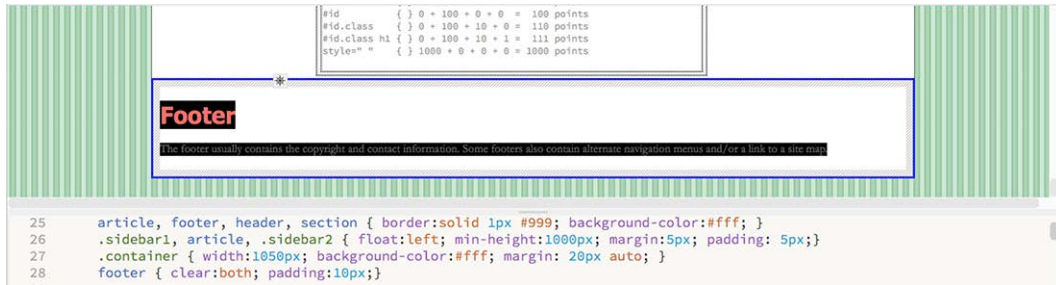 #id { } 0 + 100 + 0 + 0 = 100 points
#id.class { } 0 + 100 + 10 + 0 = 110 points
#id.class h1 { } 0 + 100 + 10 + 1 = 111 points
style=" " { } 1000 + 0 + 0 + 0 = 1000 points
Footer
The footer usually contains the copyright and contact information. Some footers also contain alternate navigation menus and/or a link to a site map.
25 article, footer, header, section { border:solid 1px #999; background-color:#fff; }
26 .sidebar1, article, .sidebar2 { float:left; min-height:1000px; margin:5px; padding: 5px;}
27 .container { width:1050px; background-color:#fff; margin: 20px auto; }
28 footer { clear:both; padding:10px;}